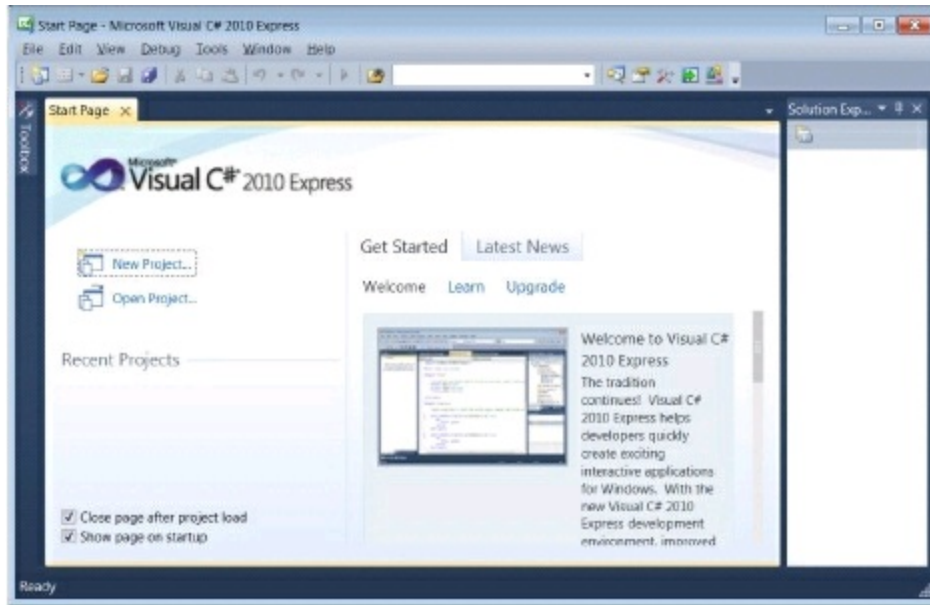 Start Page - Microsoft Visual C# 2010 Express
File Edit View Debug Tools Window Help
Start Page
Solution Exp...
Toolbox
Microsoft
Visual C# 2010 Express
New Project...
Open Project...
Recent Projects
Close page after project load
Show page on startup
Get Started Latest News
Welcome Learn Upgrade
Welcome to Visual C#
2010 Express
The tradition
continues! Visual C#
2010 Express helps
developers quickly
create exciting
interactive applications
for Windows. With the
new Visual C# 2010
Express development
environment, improved
Ready